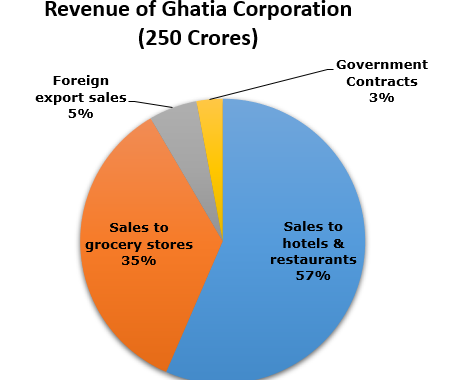 Revenue of Ghatia Corporation
(250 Crores)
Government
Contracts
3%
Foreign
export sales
5%
Sales to
grocery stores
35%
Sales to
hotels &
restaurants
57%